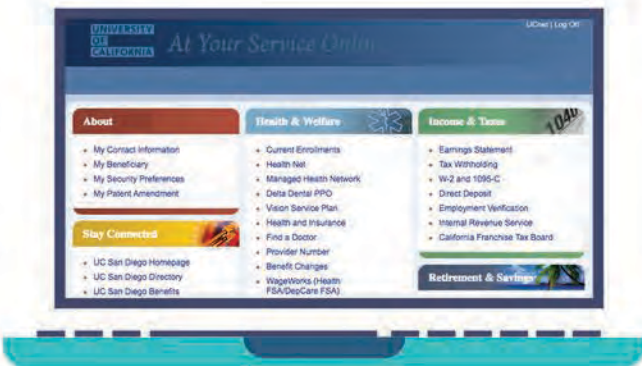 UNIVERSITY
OF
CALIFORNIA
At Your Service Online
UCnet | Log Off
About
• My Contact Information
• My Beneficiary
• My Security Preferences
• My Patent Amendment
Stay Connected
• UC San Diego Homepage
• UC San Diego Directory
• UC San Diego Benefits
Health & Welfare
• Current Enrollments
• Health Net
• Managed Health Network
• Delta Dental PPO
• Vision Service Plan
• Health and Insurance
• Find a Doctor
• Provider Number
• Benefit Changes
• WageWorks (Health
FSA/DepCare FSA)
Income & Taxes
1040
• Earnings Statement
• Tax Withholding
• W-2 and 1095-C
• Direct Deposit
• Employment Verification
• Internal Revenue Service
• California Franchise Tax Board
Retirement & Savings